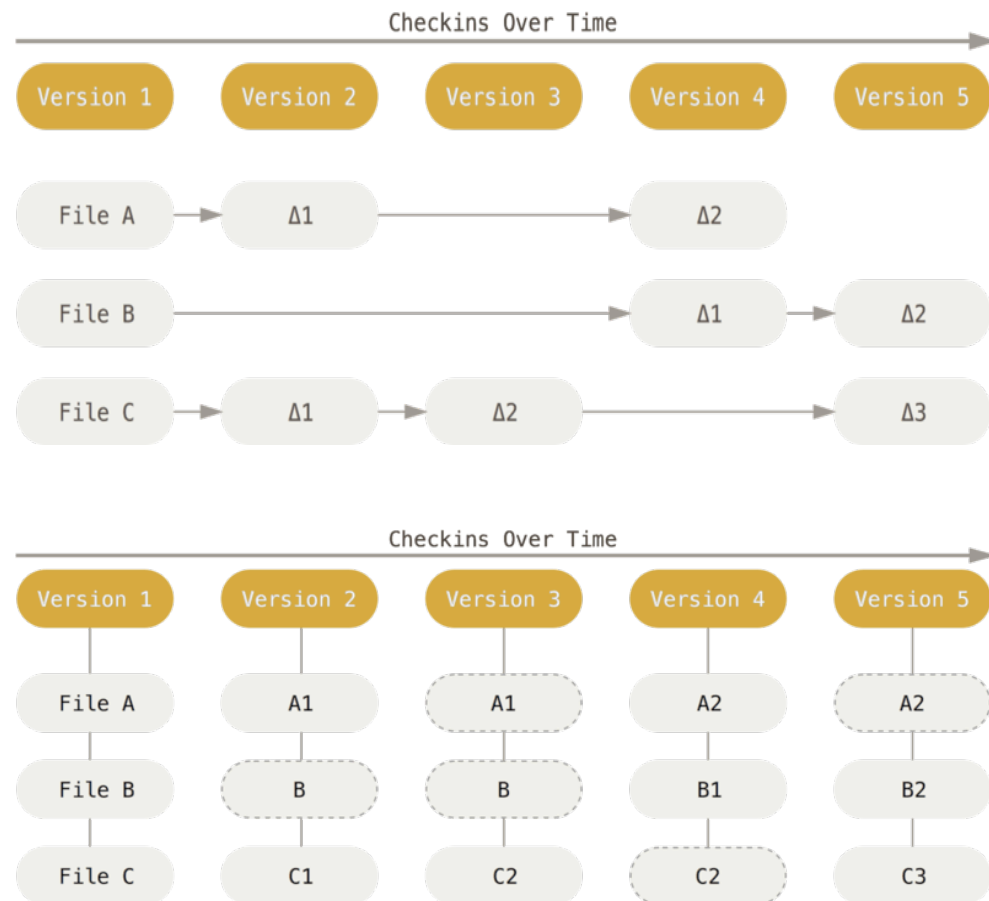 Checkins Over Time
Version 1 Version 2 Version 3 Version 4 Version 5
File A Δ1 Δ2
File B Δ1 Δ2
File C Δ1 Δ2 Δ3
Checkins Over Time
Version 1 Version 2 Version 3 Version 4 Version 5
File A A1 A1 A2 A2
File B B B B1 B2
File C C1 C2 C2 C3